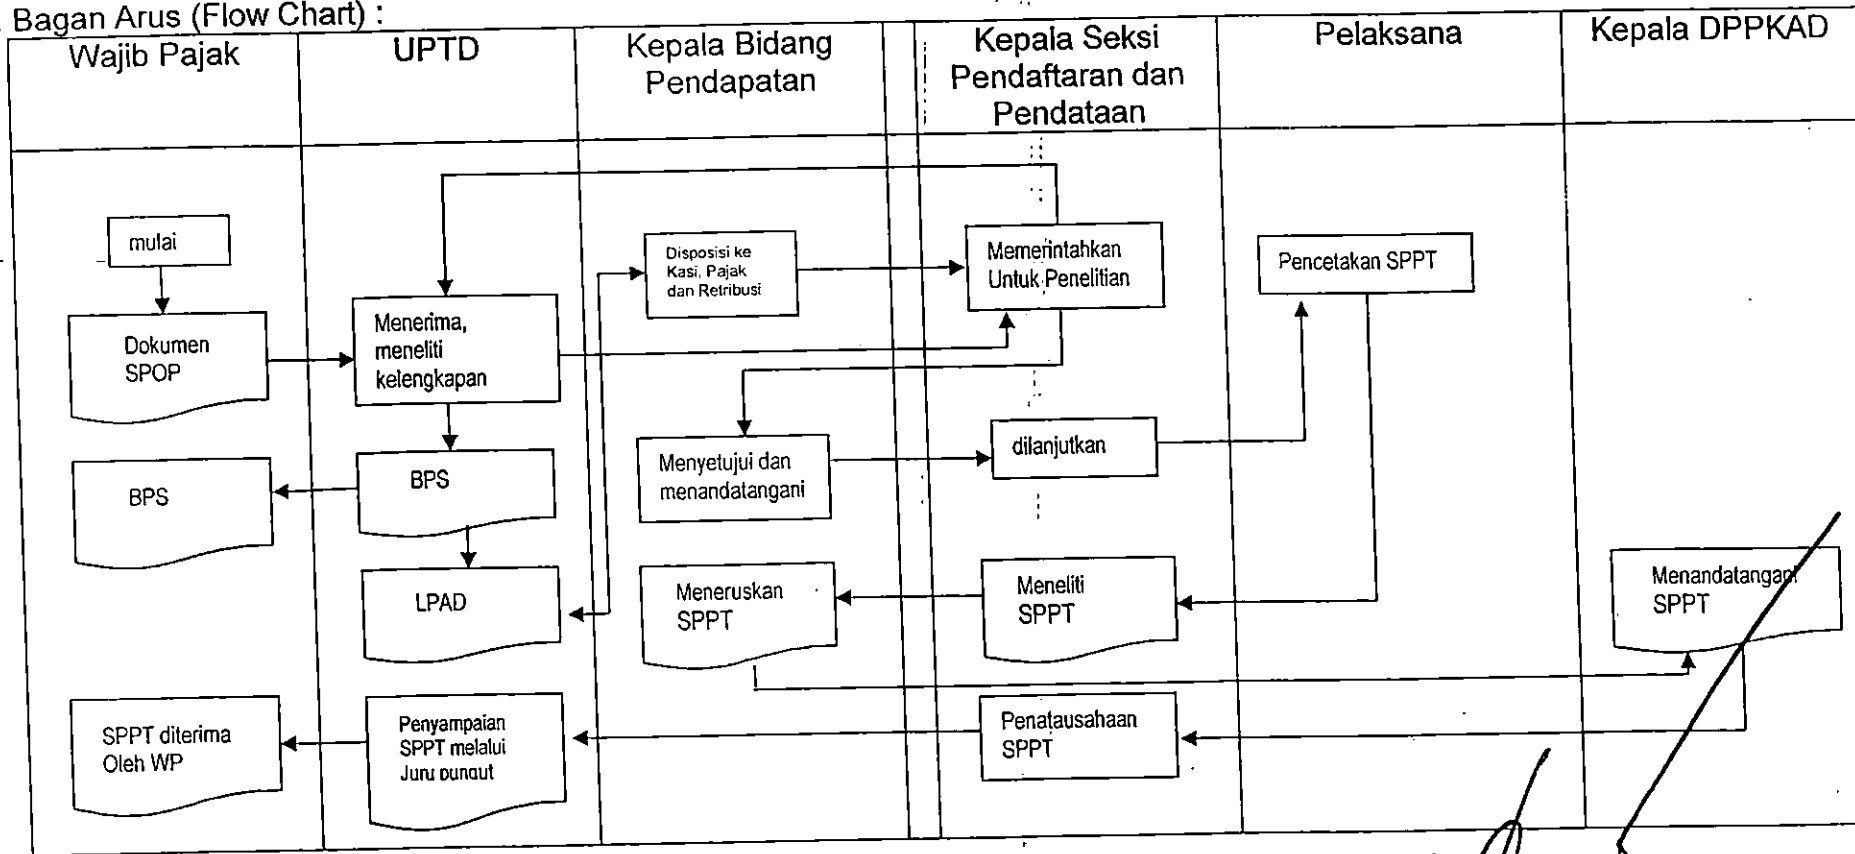 Bagan Arus (Flow Chart) :
Wajib Pajak
UPTD
Kepala Bidang
Pendapatan
Kepala Seksi
Pendaftaran dan
Pendataan
Pelaksana
Kepala DPPKAD
mulai
Dokumen
SPOP
Menerima,
meneliti
kelengkapan
Disposisi ke
Kasi, Pajak
dan Retribusi
Memerintahkan
Untuk Penelitian
Pencetakan SPPT
BPS
BPS
Menyetujui dan
menandatangani
dilanjutkan
LPAD
Meneruskan
SPPT
Meneliti
SPPT
Menandatangani
SPPT
SPPT diterima
Oleh WP
Penyampaian
SPPT melalui
Juru pungut
Penatausahaan
SPPT